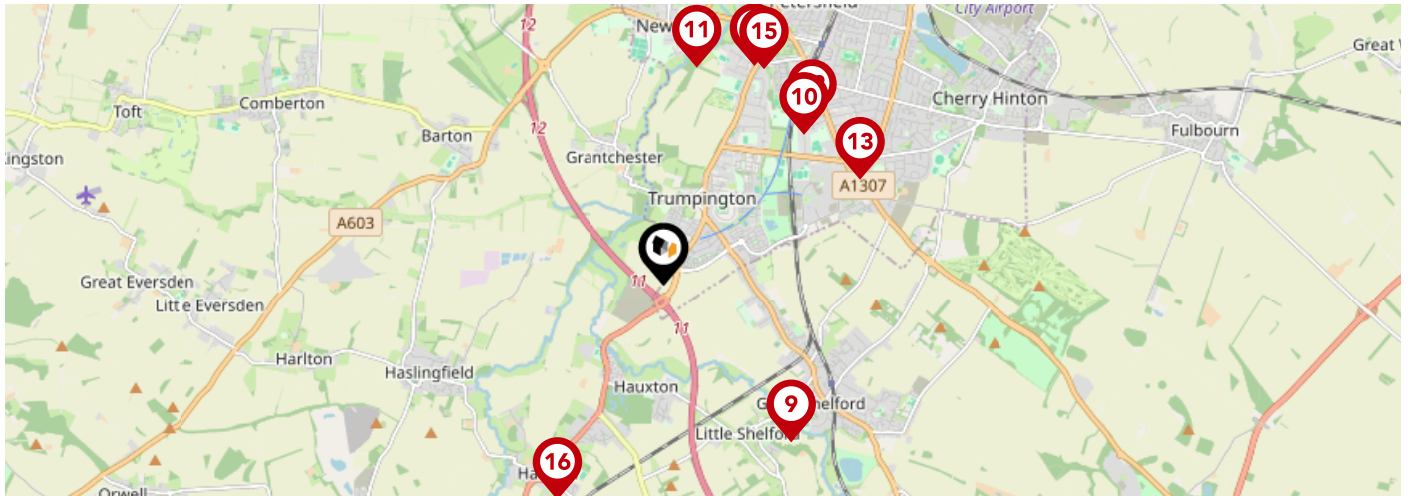 City Airport
12
11
15
Great
Toft
Comberton
10
Cherry Hinton
12
Barton
Fulbourn
13
Grantchester
A1307
Trumpington
A603
11
Great Eversden
Little Eversden
11
Harlton
Haslingfield
Hauxton
9
Little Shelford
16
Orwell